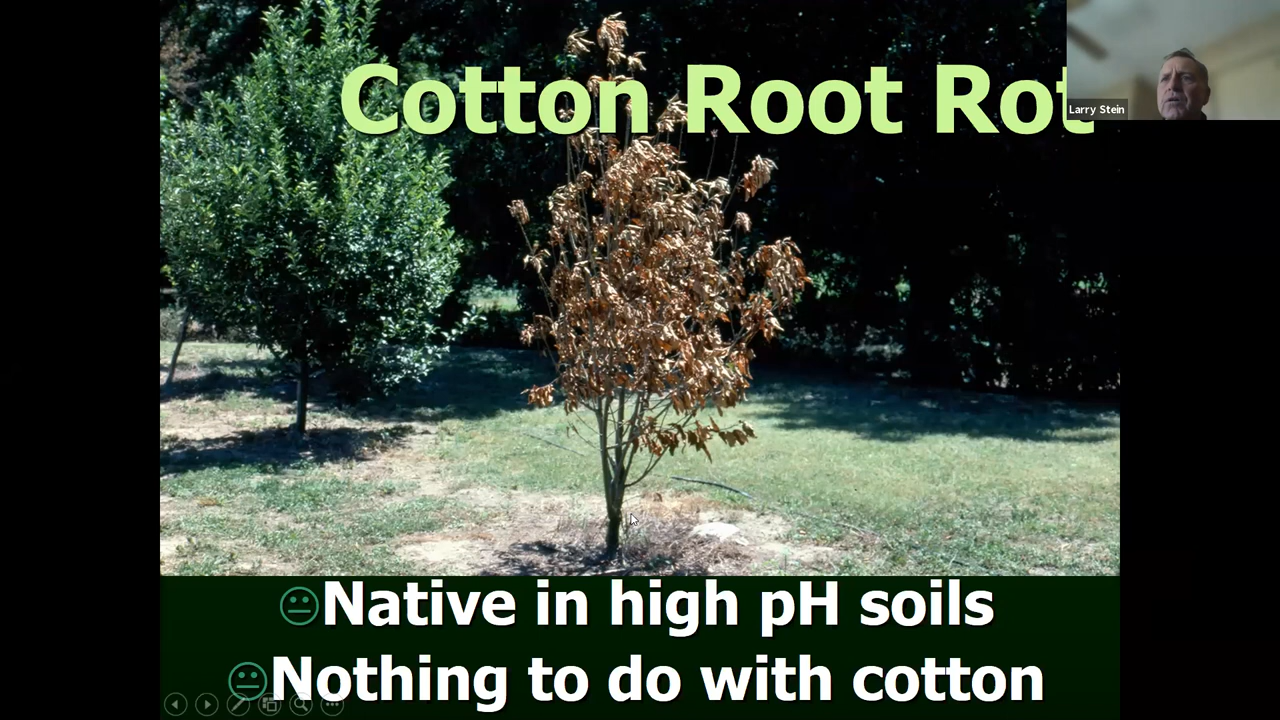 Cotton Root Rot
Larry Stein
Native in high pH soils
Nothing to do with cotton